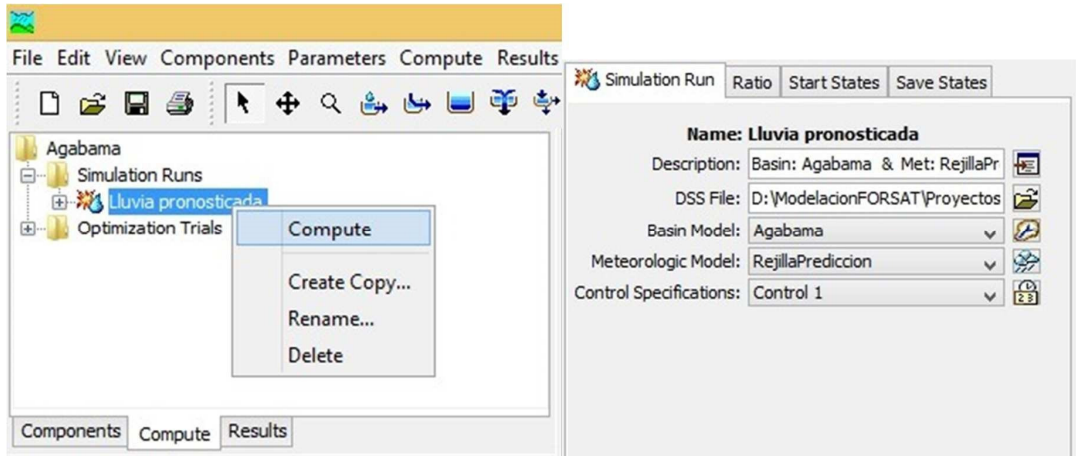 File Edit View Components Parameters Compute Results
Agabama
Simulation Runs
Lluvia pronosticada
Optimization Trials
Compute
Create Copy...
Rename...
Delete
Components Compute Results
Simulation Run Ratio Start States Save States
Name: Lluvia pronosticada
Description: Basin: Agabama & Met: RejillaPr
DSS File: D:\ModelacionFORSAT\Proyectos
Basin Model: Agabama
Meteorologic Model: RejillaPrediccion
Control Specifications: Control 1